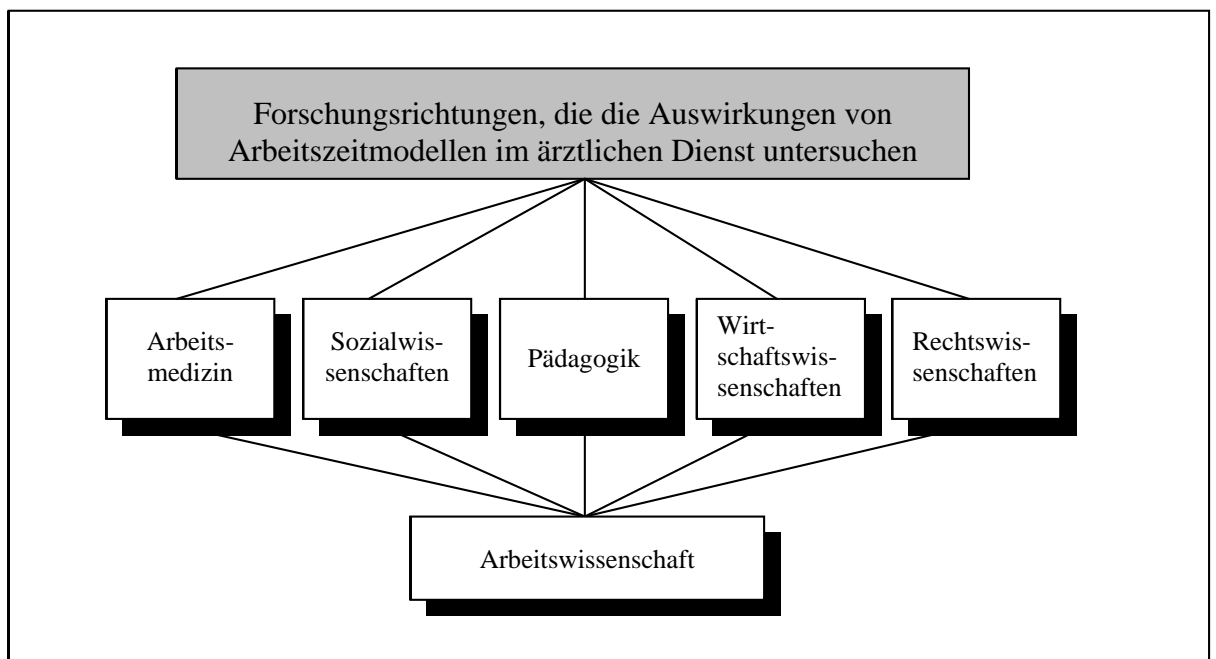 Forschungsrichtungen, die die Auswirkungen von
Arbeitszeitmodellen im ärztlichen Dienst untersuchen
Arbeits-
medizin
Sozialwis-
senschaften
Pädagogik
Wirt-
schaftswis-
senschaften
Rechtswis-
senschaften
Arbeitswissenschaft